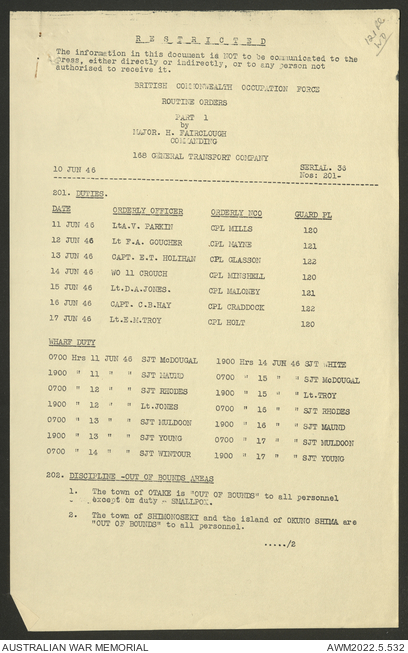 R E S T R I C T E D
The information in this document is NOT to be communicated to the
press, either directly or indirectly, or to any person not
authorised to receive it.
BRITISH COMMONWEALTH OCCUPATION FORCE
ROUTINE ORDERS
PART 1
by
MAJOR. H. FAIRCLOUGH
COMMANDING
168 GENERAL TRANSPORT COMPANY
10 JUN 46 SERIAL. 35
Nos: 201-
201. DUTIES.
DATE ORDERLY OFFICER ORDERLY NCO GUARD PL
11 JUN 46 LtA.V. PARKIN CPL MILLS 120
12 JUN 46 Lt F.A. GOUCHER CPL MAYNE 121
13 JUN 46 CAPT. E.T. HOLIHAN CPL GLASSON 122
14 JUN 46 WO 11 CROUCH CPL MINSHELL 120
15 JUN 46 Lt.D.A.JONES. CPL MALONEY 121
16 JUN 46 CAPT. C.B.HAY CPL CRADDOCK 122
17 JUN 46 Lt.E.M.TROY CPL HOLT 120
WHARF DUTY
0700 Hrs 11 JUN 46 SJT McDOUGAL 1900 Hrs 14 JUN 46 SJT WHITE
1900 " 11 " " SJT MAUND 0700 " 15 " " SJT McDOUGAL
0700 " 12 " " SJT RHODES 1900 " 15 " " Lt.TROY
1900 " 12 " " Lt.JONES 0700 " 16 " " SJT RHODES
0700 " 13 " " SJT MULDOON 1900 " 16 " " SJT MAUND
1900 " 13 " " SJT YOUNG 0700 " 17 " " SJT MULDOON
0700 " 14 " " SJT WINTOUR 1900 " 17 " " SJT YOUNG
202. DISCIPLINE -OUT OF BOUNDS AREAS
1. The town of OTAKE is "OUT OF BOUNDS" to all personnel
except on duty - SMALLPOX.
2. The town of SHIMONOSEKI and the island of OKUNO SHIMA are
"OUT OF BOUNDS" to all personnel.
...../2
AUSTRALIAN WAR MEMORIAL AWM2022.5.532